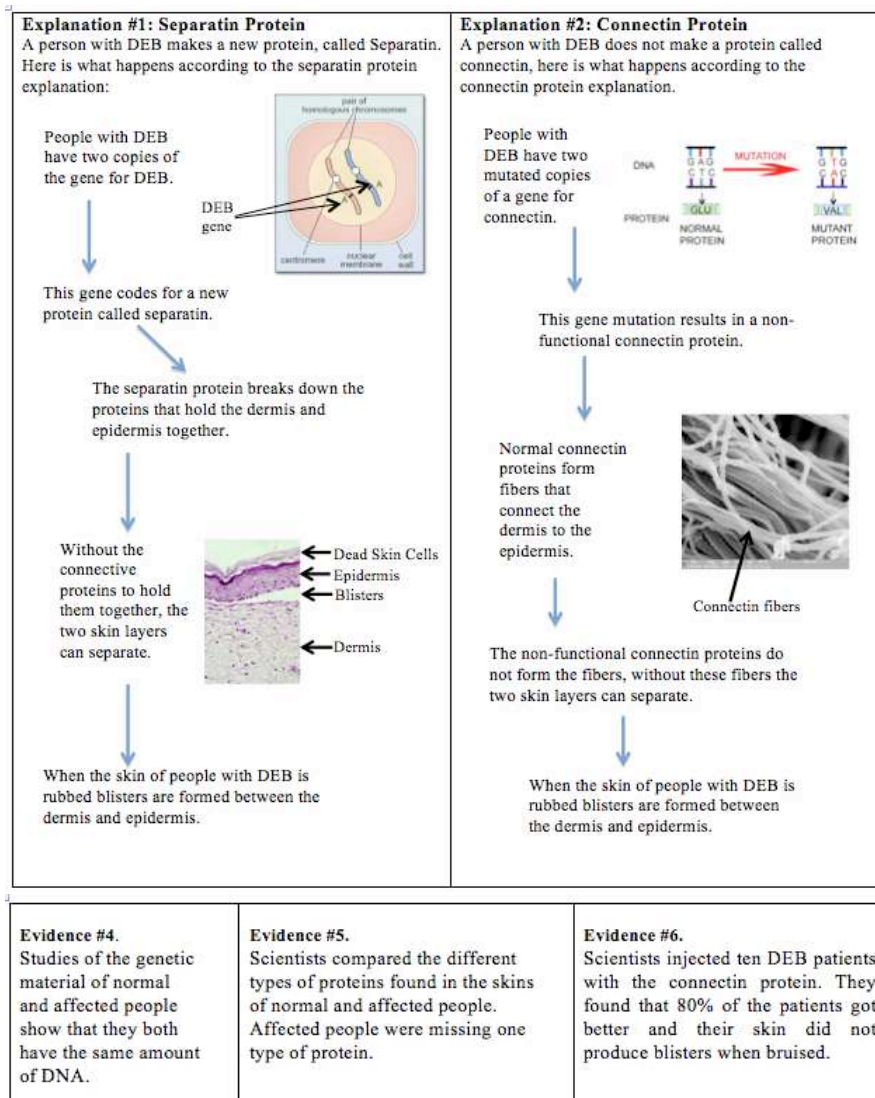 Explanation #1: Separatin Protein
A person with DEB makes a new protein, called Separatin.
Here is what happens according to the separatin protein
explanation:
People with DEB
have two copies of
the gene for DEB.
pair of
homologous chromosomes
A
A
DEB
gene
centromere
nuclear
membrane
cell
wall
This gene codes for a new
protein called separatin.
The separatin protein breaks down the
proteins that hold the dermis and
epidermis together.
Without the
connective
proteins to hold
them together, the
two skin layers
can separate.
Dead Skin Cells
Epidermis
Blisters
Dermis
When the skin of people with DEB is
rubbed blisters are formed between the
dermis and epidermis.
Explanation #2: Connectin Protein
A person with DEB does not make a protein called
connectin, here is what happens according to the
connectin protein explanation.
People with
DEB have two
mutated copies
of a gene for
connectin.
DNA
G A G
C T C
MUTATION
G T G
C A C
PROTEIN
GLU
VAL
NORMAL
PROTEIN
MUTANT
PROTEIN
This gene mutation results in a non-
functional connectin protein.
Normal connectin
proteins form
fibers that
connect the
dermis to the
epidermis.
Connectin fibers
The non-functional connectin proteins do
not form the fibers, without these fibers the
two skin layers can separate.
When the skin of people with DEB is
rubbed blisters are formed between
the dermis and epidermis.
Evidence #4.
Studies of the genetic
material of normal
and affected people
show that they both
have the same amount
of DNA.
Evidence #5.
Scientists compared the different
types of proteins found in the skins
of normal and affected people.
Affected people were missing one
type of protein.
Evidence #6.
Scientists injected ten DEB patients
with the connectin protein. They
found that 80% of the patients got
better and their skin did not
produce blisters when bruised.